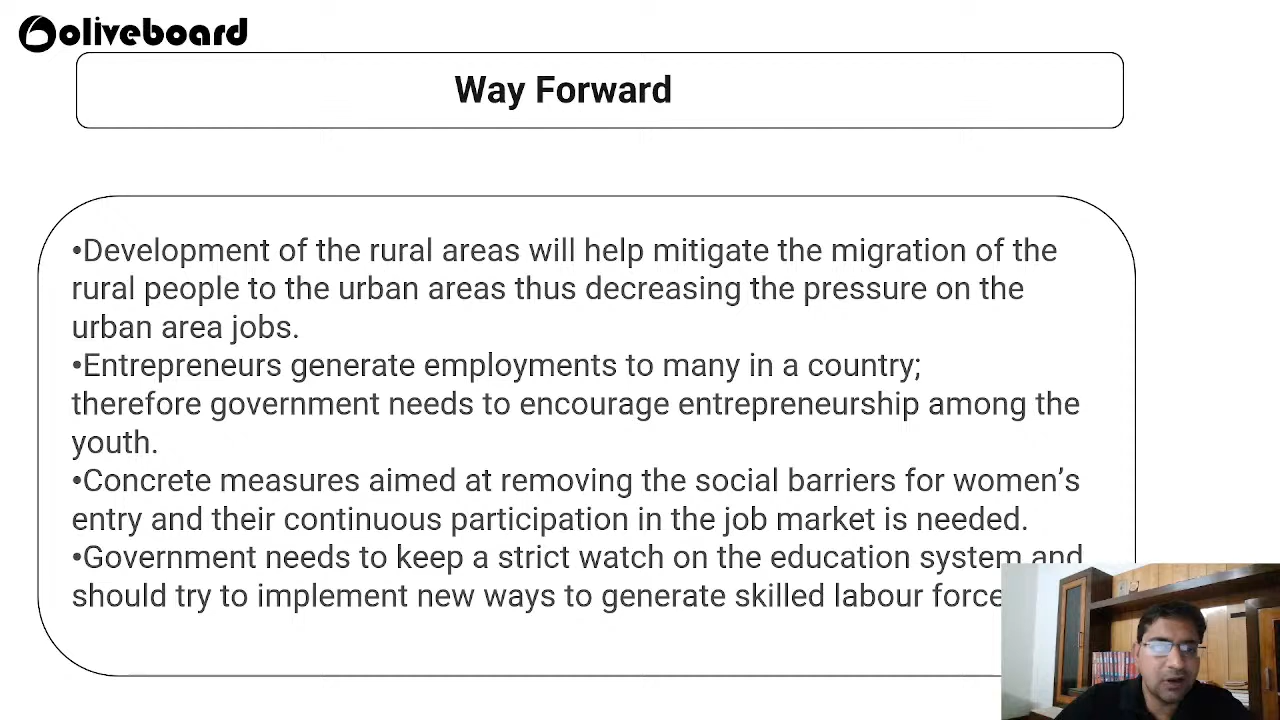 oliveboard
Way Forward
•Development of the rural areas will help mitigate the migration of the
rural people to the urban areas thus decreasing the pressure on the
urban area jobs.
•Entrepreneurs generate employments to many in a country;
therefore government needs to encourage entrepreneurship among the
youth.
•Concrete measures aimed at removing the social barriers for women’s
entry and their continuous participation in the job market is needed.
•Government needs to keep a strict watch on the education system and
should try to implement new ways to generate skilled labour force